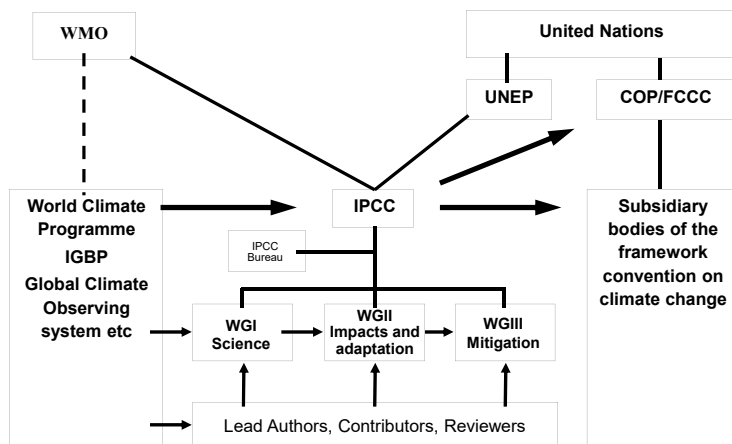 WMO
United Nations
UNEP
COP/FCCC
World Climate
Programme
IGBP
Global Climate
Observing
system etc
IPCC
Subsidiary
bodies of the
framework
convention on
climate change
IPCC
Bureau
WGI
Science
WGII
Impacts and
adaptation
WGIII
Mitigation
Lead Authors, Contributors, Reviewers